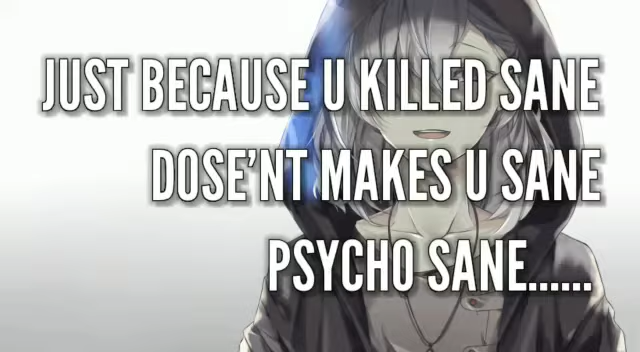 JUST BECAUSE U KILLED SANE
DOSE'NT MAKES U SANE
PSYCHO SANE......